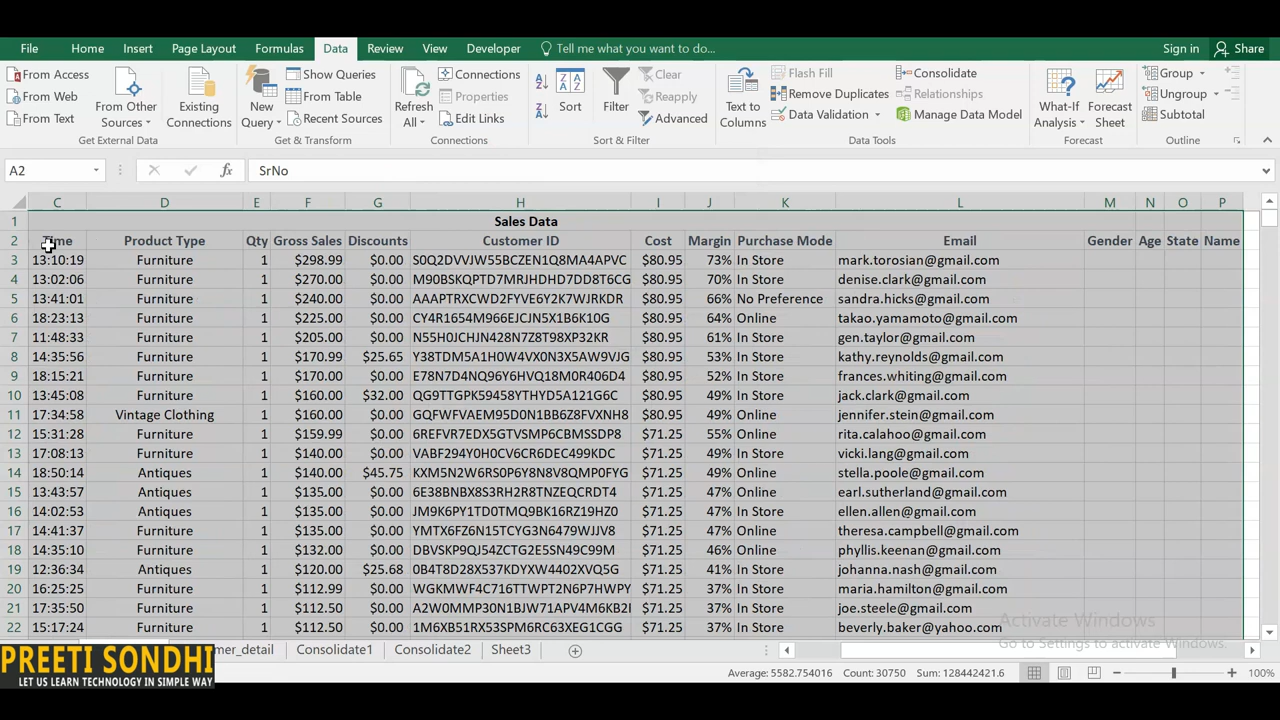 File Home Insert Page Layout Formulas Data Review View Developer Tell me what you want to do... Sign in Share
From Access
From Web
From Text
From Other Sources
Existing Connections
New Query
Show Queries
From Table
Recent Sources
Refresh All
Connections
Properties
Edit Links
Sort
Filter
Clear
Reapply
Advanced
Text to Columns
Flash Fill
Remove Duplicates
Data Validation
Consolidate
Relationships
Manage Data Model
What-If Analysis
Forecast Sheet
Group
Ungroup
Subtotal
Get External Data Get & Transform Connections Sort & Filter Data Tools Forecast Outline
A2 fx SrNo
C D E F G H I J K L M N O P
1 Sales Data
2 Time Product Type Qty Gross Sales Discounts Customer ID Cost Margin Purchase Mode Email Gender Age State Name
3 13:10:19 Furniture 1 $298.99 $0.00 S0Q2DVVJW55BCZEN1Q8MA4APVC $80.95 73% In Store mark.torosian@gmail.com
4 13:02:06 Furniture 1 $270.00 $0.00 M90BSKQPTD7MRJHDHD7DD8T6CG $80.95 70% In Store denise.clark@gmail.com
5 13:41:01 Furniture 1 $240.00 $0.00 AAAPTRXCWD2FYVE6Y2K7WJRKDR $80.95 66% No Preference sandra.hicks@gmail.com
6 18:23:13 Furniture 1 $225.00 $0.00 CY4R1654M966EJCJN5X1B6K10G $80.95 64% Online takao.yamamoto@gmail.com
7 11:48:33 Furniture 1 $205.00 $0.00 N55H0JCHJN428N7Z8T98XP32KR $80.95 61% In Store gen.taylor@gmail.com
8 14:35:56 Furniture 1 $170.99 $25.65 Y38TDM5A1H0W4VX0N3X5AW9VJG $80.95 53% In Store kathy.reynolds@gmail.com
9 18:15:21 Furniture 1 $170.00 $0.00 E78N7D4NQ96Y6HVQ18M0R406D4 $80.95 52% In Store frances.whiting@gmail.com
10 13:45:08 Furniture 1 $160.00 $32.00 QG9TTGPK59458YTHYD5A121G6C $80.95 49% In Store jack.clark@gmail.com
11 17:34:58 Vintage Clothing 1 $160.00 $0.00 GQFWFVAEM95D0N1BB6Z8FVXNH8 $80.95 49% Online jennifer.stein@gmail.com
12 15:31:28 Furniture 1 $159.99 $0.00 6REFVR7EDX5GTVSMP6CBMSSDP8 $71.25 55% Online rita.calahoo@gmail.com
13 17:08:13 Furniture 1 $140.00 $0.00 VABF294Y0H0CV6RC6DEC499KDC $71.25 49% In Store vicki.lang@gmail.com
14 18:50:14 Antiques 1 $140.00 $45.75 KXM5N2W6RS0P6Y8N8V8QMP0FYG $71.25 49% Online stella.poole@gmail.com
15 13:43:57 Antiques 1 $135.00 $0.00 6E38BNBX8S3RH2R8TNZEQCRDT4 $71.25 47% Online earl.sutherland@gmail.com
16 14:02:53 Antiques 1 $135.00 $0.00 JM9K6PY1TD0TMQ9BK16RZ19HZ0 $71.25 47% In Store ellen.allen@gmail.com
17 14:41:37 Furniture 1 $135.00 $0.00 YMTX6FZ6N15TCYG3N6479WJJV8 $71.25 47% In Store theresa.campbell@gmail.com
18 14:35:10 Furniture 1 $132.00 $0.00 DBVSKP9QJ54ZCTG2E5SN49C99M $71.25 46% Online phyllis.keenan@gmail.com
19 12:36:34 Antiques 1 $120.00 $25.68 0B4T8D28X537KDYXW4402XVQ5G $71.25 41% In Store johanna.nash@gmail.com
20 16:25:25 Furniture 1 $112.99 $0.00 WGKMWF4C716TTWPT2N6P7HWPY $71.25 37% In Store maria.hamilton@gmail.com
21 17:35:50 Furniture 1 $112.50 $0.00 A2W0MMP30N1BJW71APV4M6KB2 $71.25 37% In Store joe.steele@gmail.com
22 15:17:24 Furniture 1 $112.50 $0.00 1M6XB51RX53SPM6RC63XEG1CGG $71.25 37% In Store beverly.baker@yahoo.com
Activate Windows
Go to Settings to activate Windows.
mer_detail Consolidate2 Sheet3
PREETI SONDHI
LET US LEARN TECHNOLOGY IN SIMPLE WAY
Average: 5582.754016 Count: 30750 Sum: 128442421.6 100%